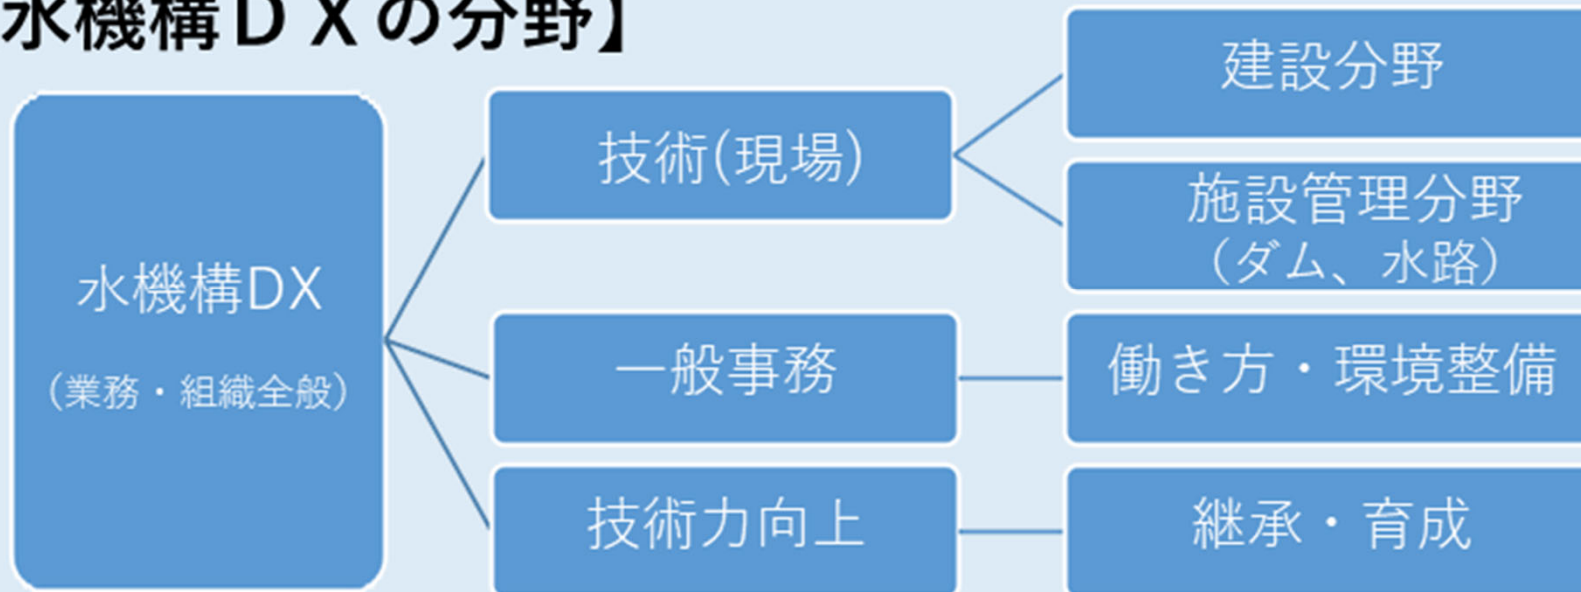 水機構ＤＸの分野】
水機構DX
（業務・組織全般）
技術(現場)
建設分野
施設管理分野
（ダム、水路）
一般事務
働き方・環境整備
技術力向上
継承・育成